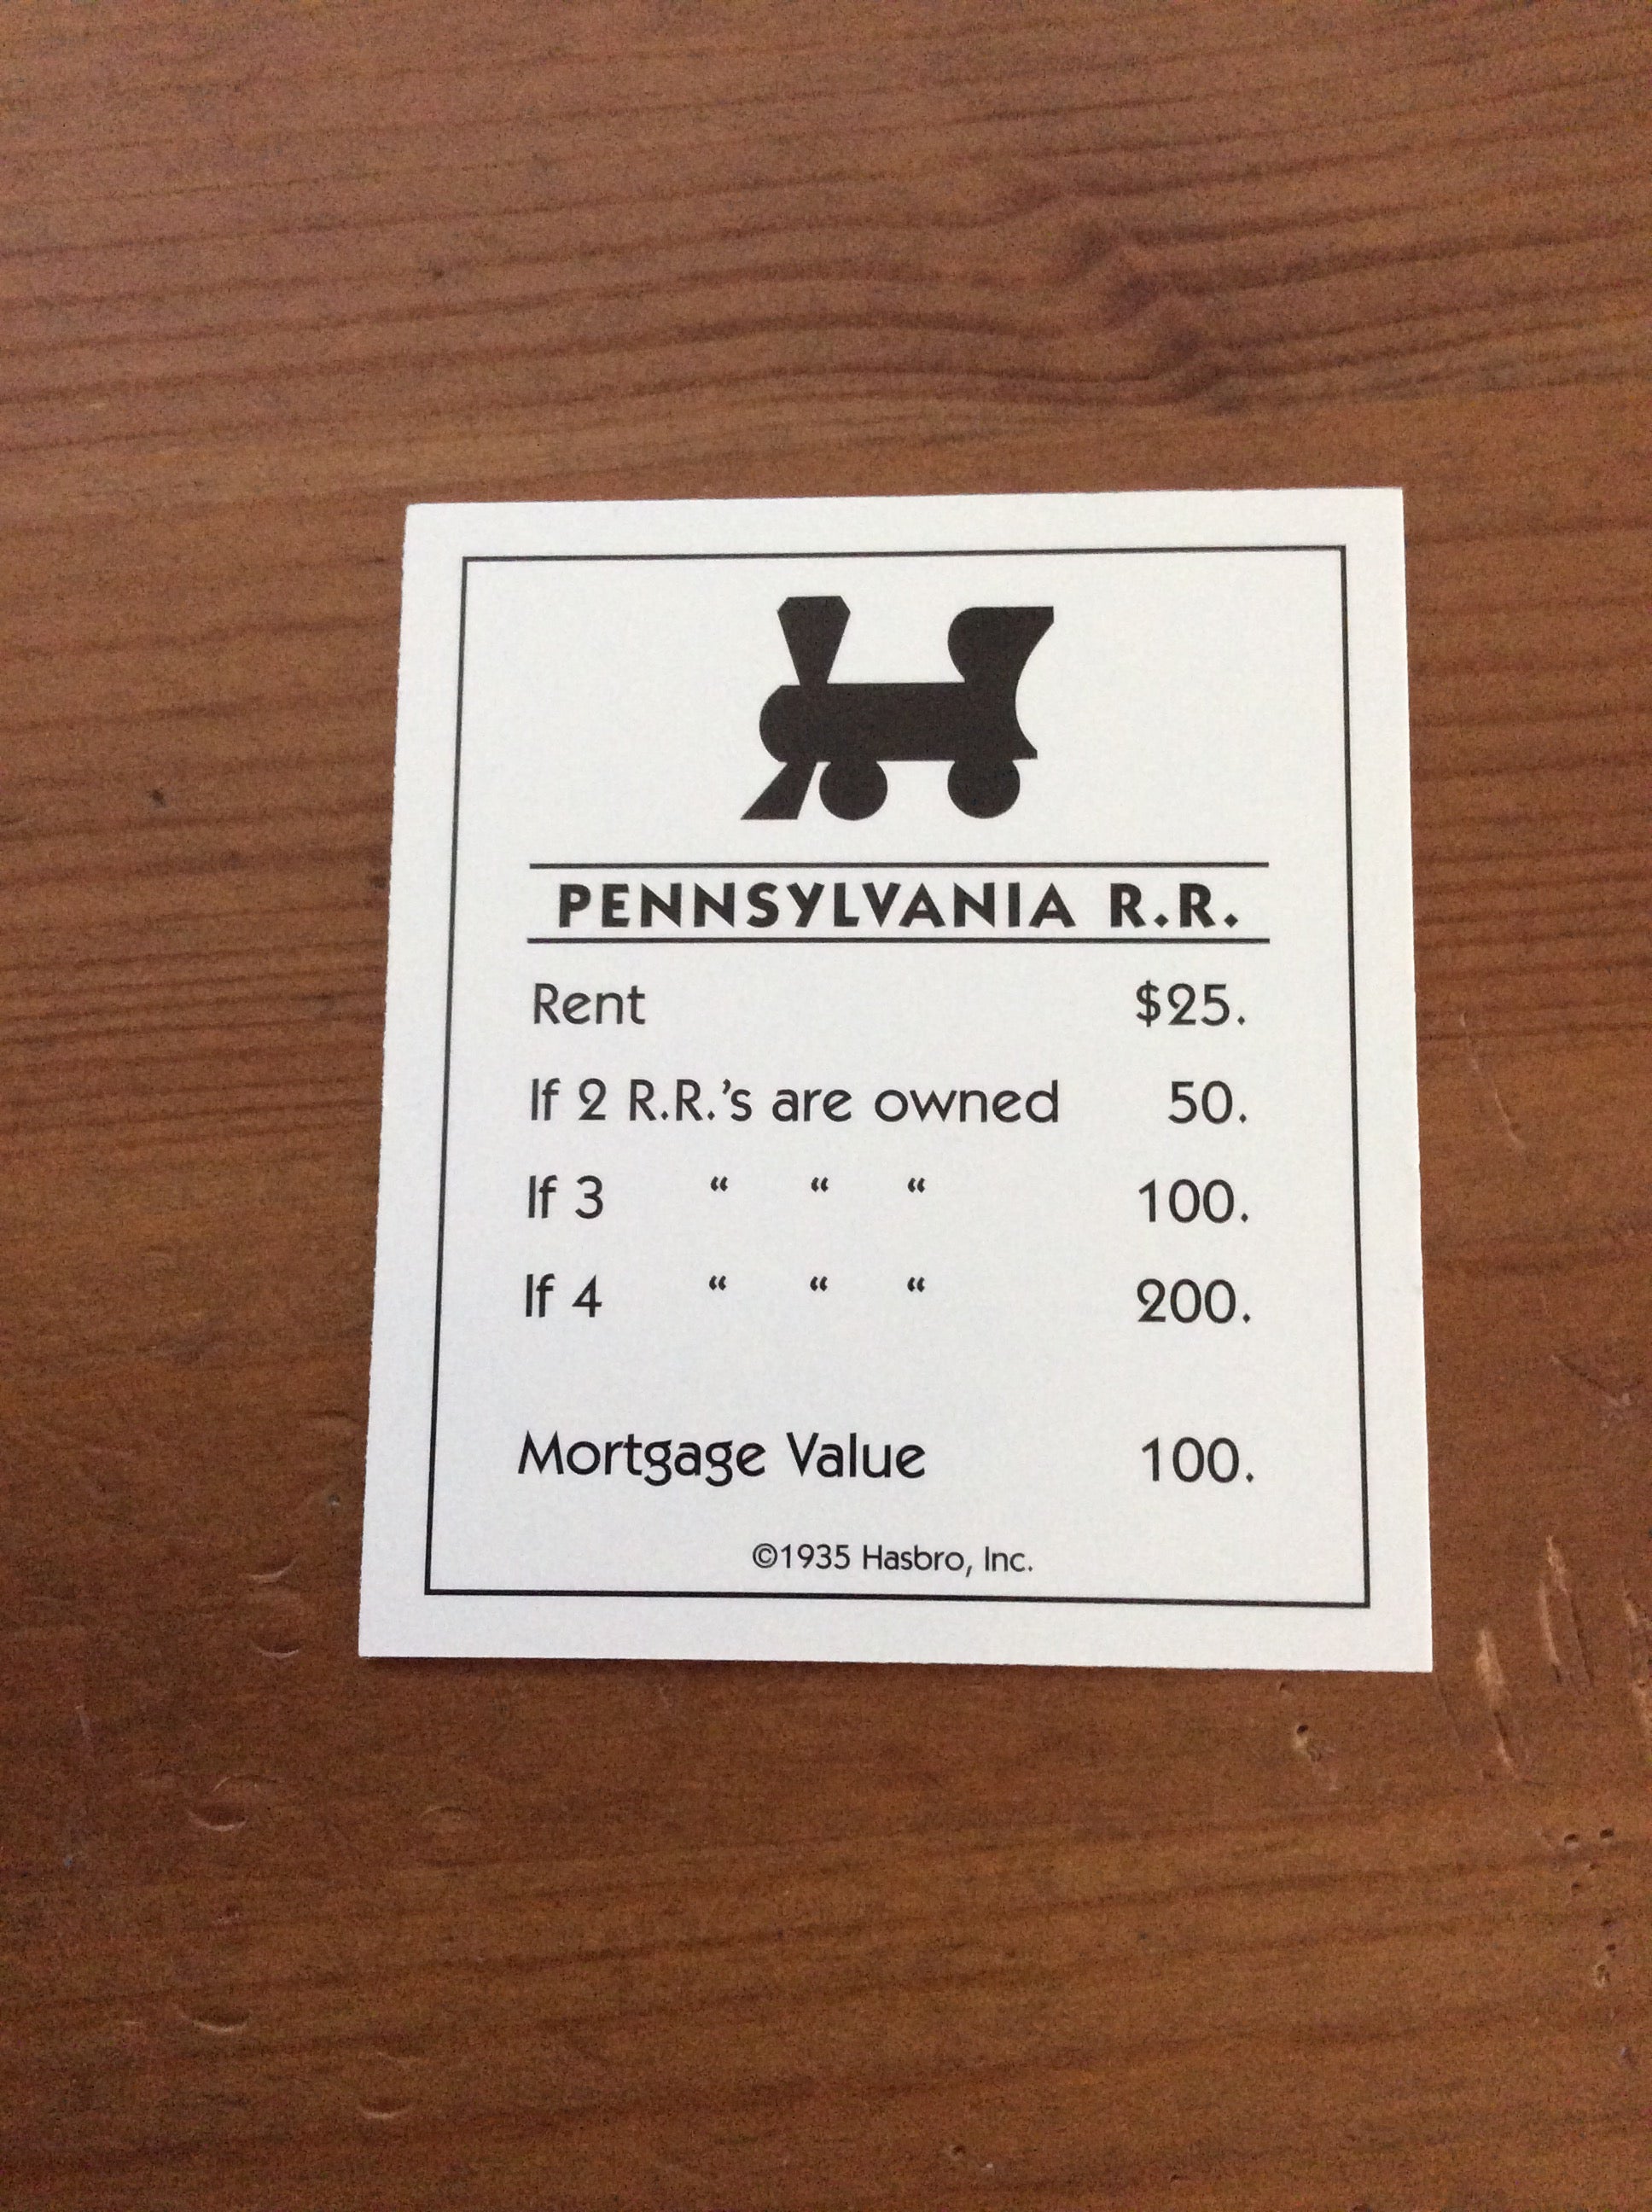 PENNSYLVANIA R.R.
Rent $25.
If 2 R.R.’s are owned 50.
If 3 “ “ “ 100.
If 4 “ “ “ 200.
Mortgage Value 100.
©1935 Hasbro, Inc.